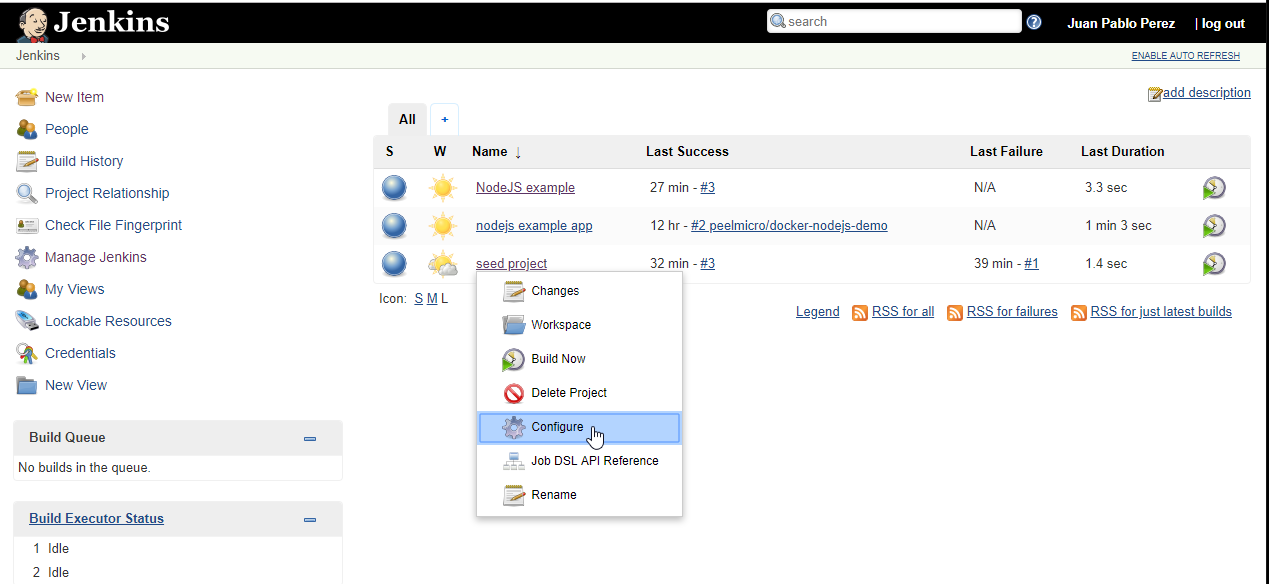 Jenkins
search
Juan Pablo Perez | log out
Jenkins
ENABLE AUTO REFRESH
New Item
People
Build History
Project Relationship
Check File Fingerprint
Manage Jenkins
My Views
Lockable Resources
Credentials
New View
Build Queue
No builds in the queue.
Build Executor Status
1 Idle
2 Idle
add description
All +
S W Name ↓ Last Success Last Failure Last Duration
NodeJS example 27 min - #3 N/A 3.3 sec
nodejs example app 12 hr - #2 peelmicro/docker-nodejs-demo N/A 1 min 3 sec
seed project 32 min - #3 39 min - #1 1.4 sec
Icon: S M L
Legend RSS for all RSS for failures RSS for just latest builds
Changes
Workspace
Build Now
Delete Project
Configure
Job DSL API Reference
Rename